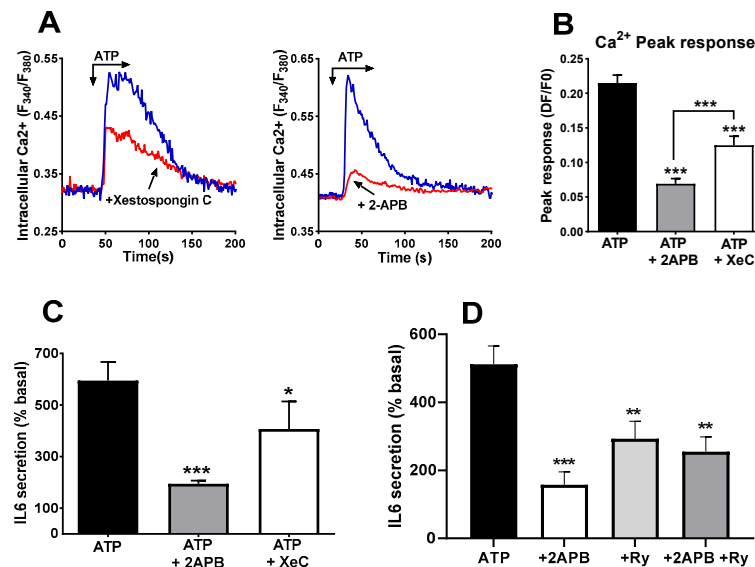 A
Intracellular Ca2+ (F340/F380)
0.55
0.45
0.35
0.25
ATP
+Xestospongin C
0 50 100 150 200
Time(s)
Intracellular Ca2+ (F340/F380)
0.65
0.55
0.45
0.35
ATP
+ 2-APB
0 50 100 150 200
Time (s)
B
Ca2+ Peak response
Peak response (DF/F0)
0.25
0.20
0.15
0.10
0.05
0.00
***
***
***
ATP
ATP + 2APB
ATP + XeC
C
IL6 secretion (% basal)
700
500
300
100
0
***
*
ATP
ATP + 2APB
ATP + XeC
D
IL6 secretion (% basal)
600
400
200
0
***
**
**
ATP +2APB +Ry +2APB +Ry